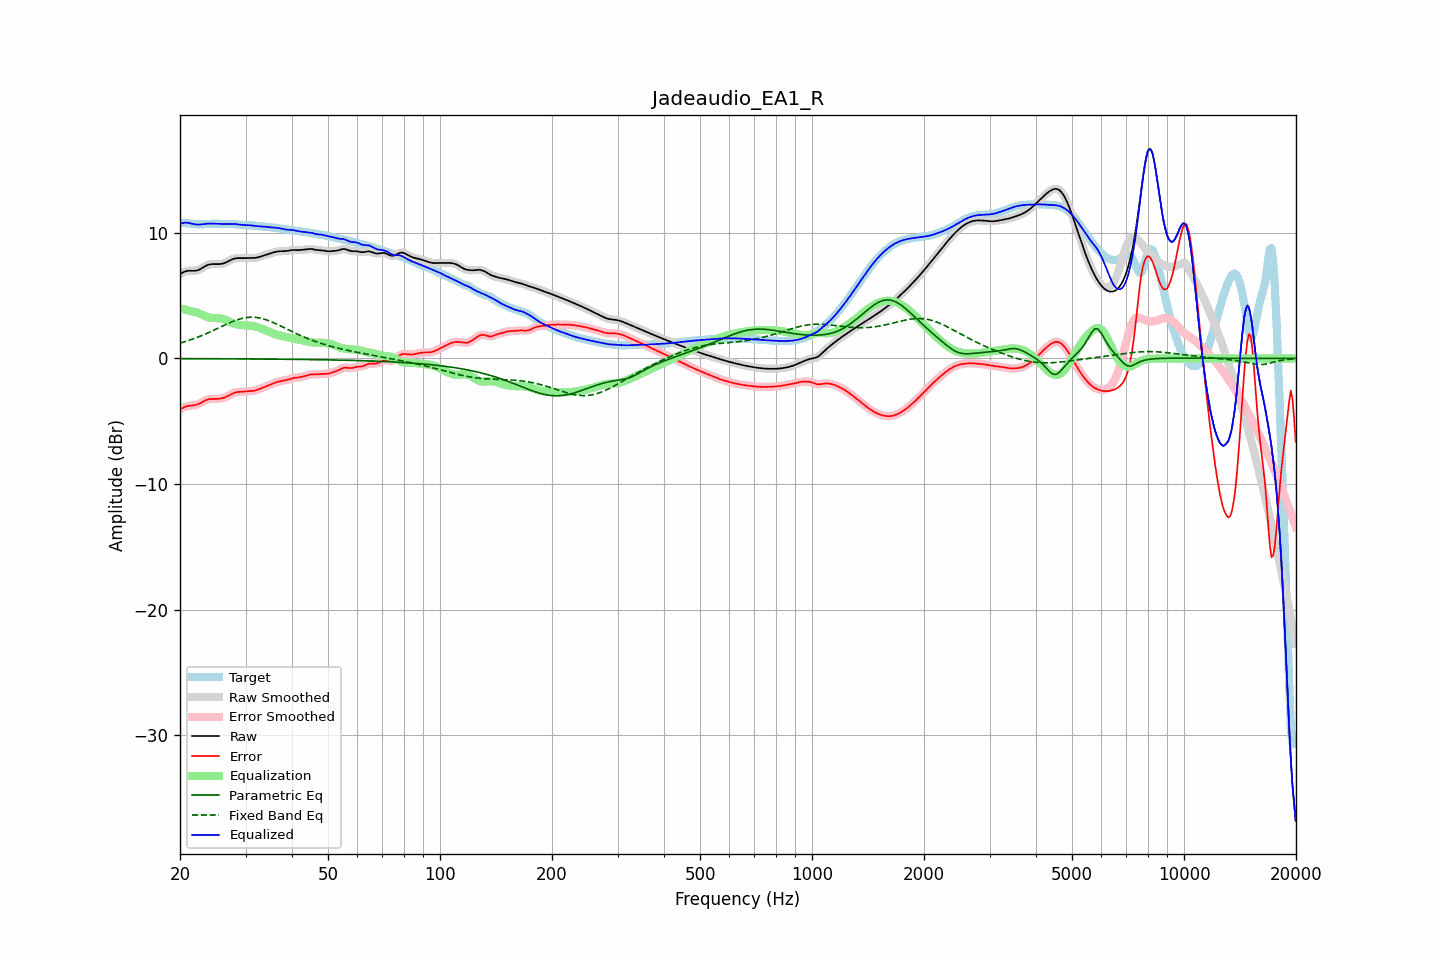 Jadeaudio_EA1_R
Amplitude (dBr)
10
0
−10
−20
−30
Target
Raw Smoothed
Error Smoothed
Raw
Error
Equalization
Parametric Eq
Fixed Band Eq
Equalized
20 50 100 200 500 1000 2000 5000 10000 20000
Frequency (Hz)